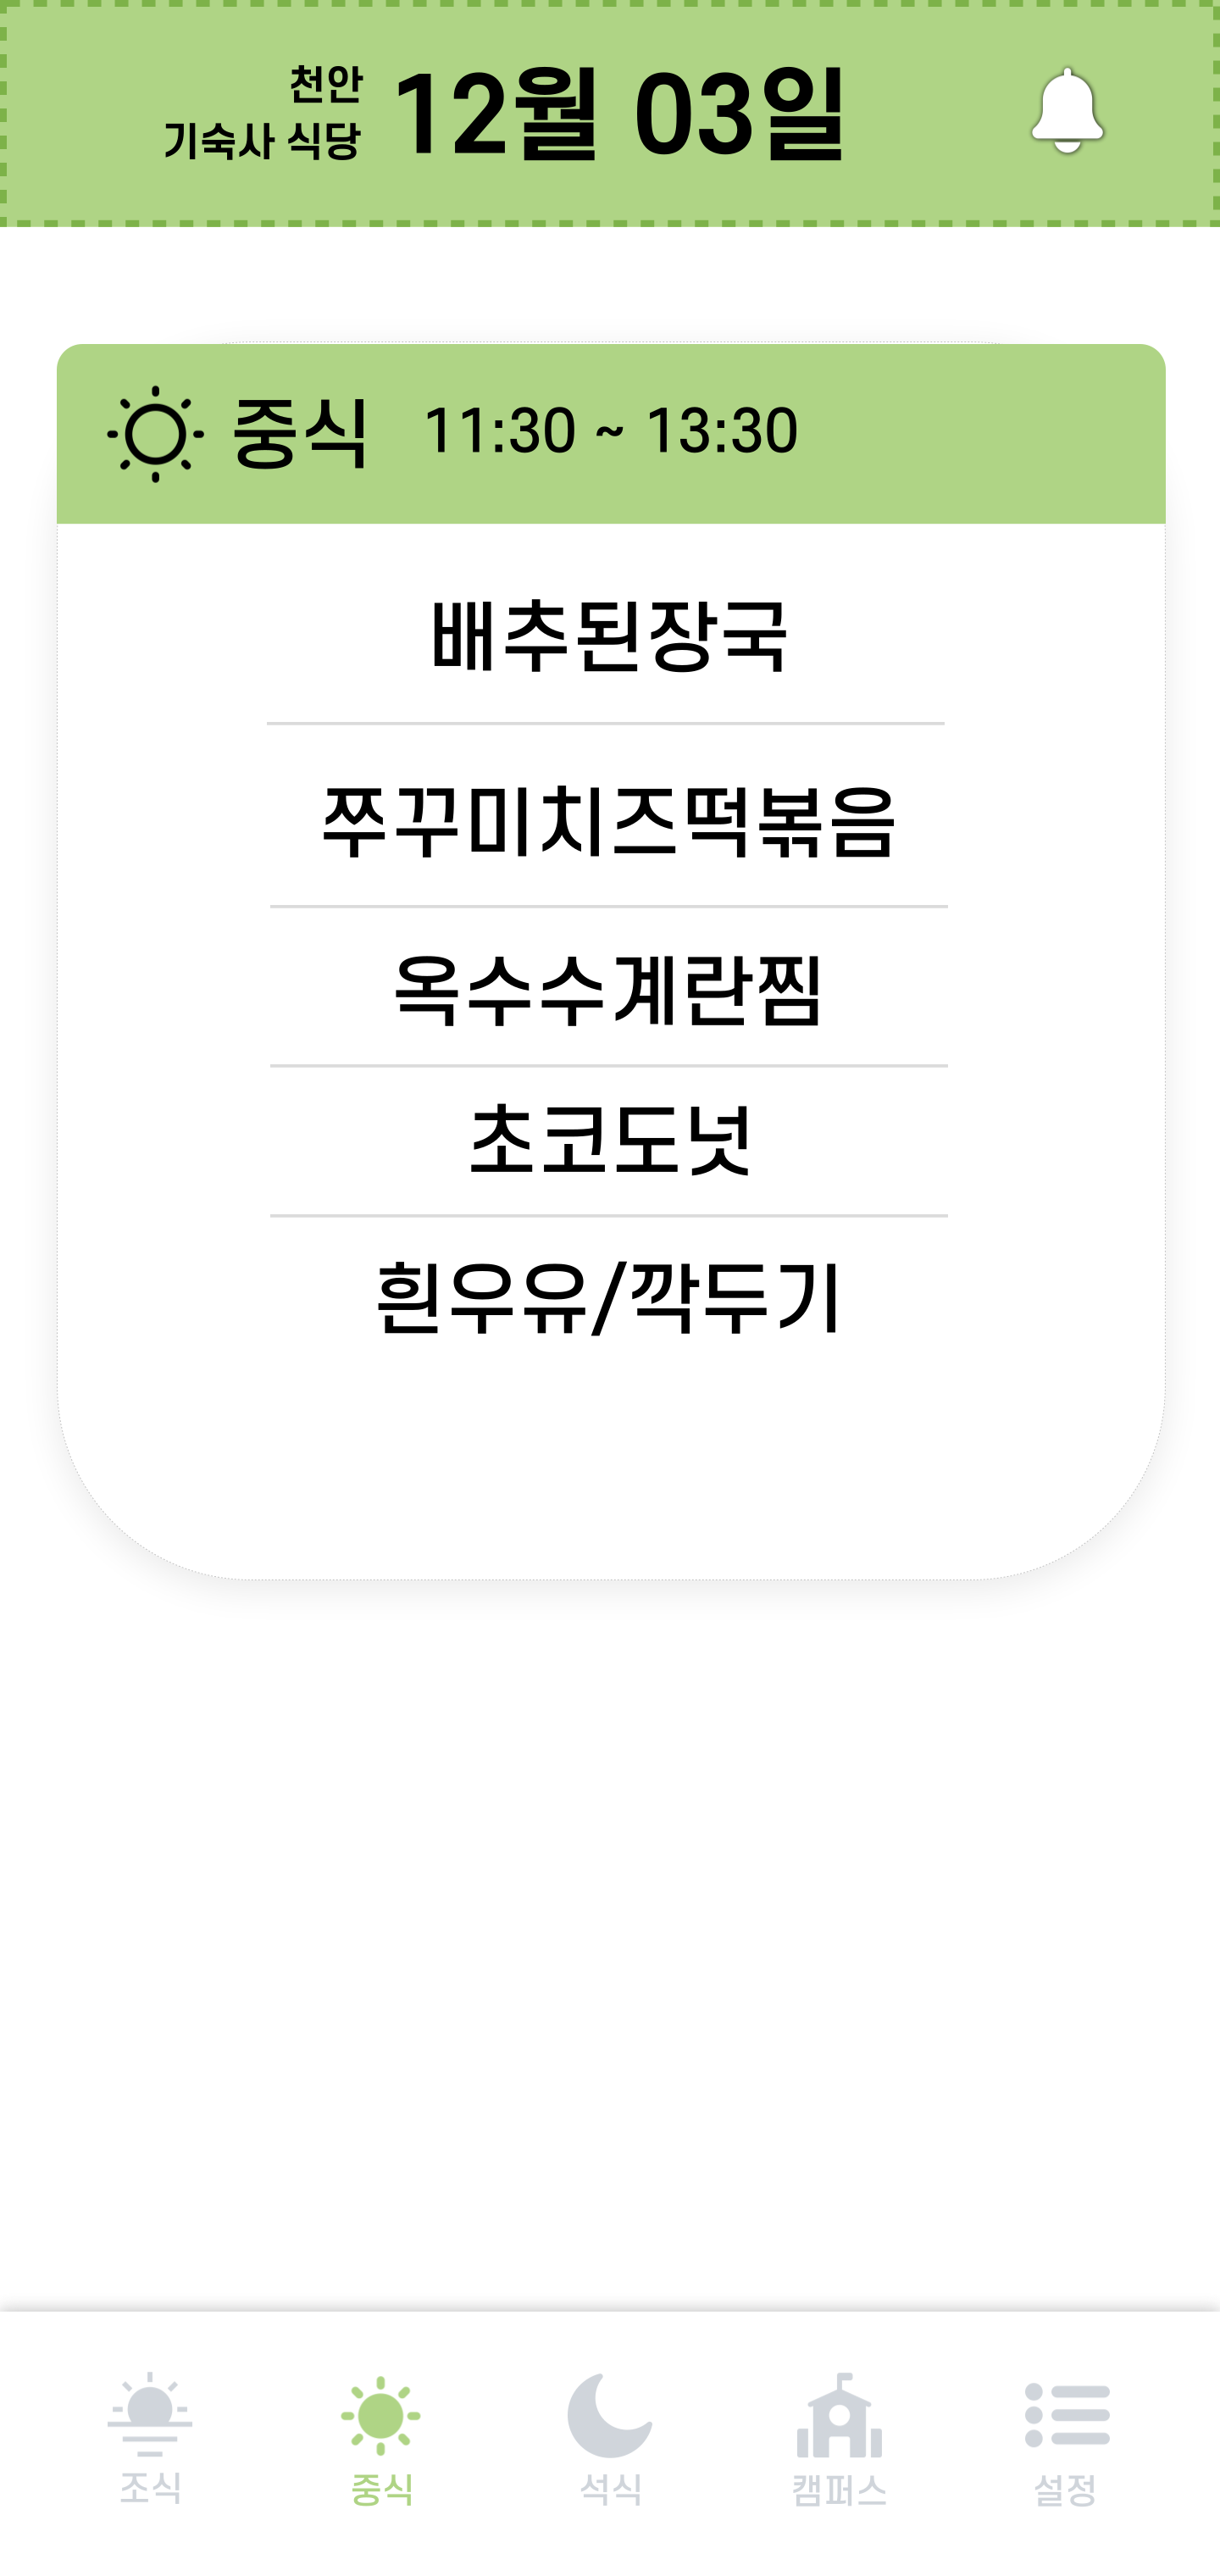 천안
기숙사 식당
12월 03일
중식 11:30 ~ 13:30
배추된장국
쭈꾸미치즈떡볶음
옥수수계란찜
초코도넛
흰우유/깍두기
조식
중식
석식
캠퍼스
설정